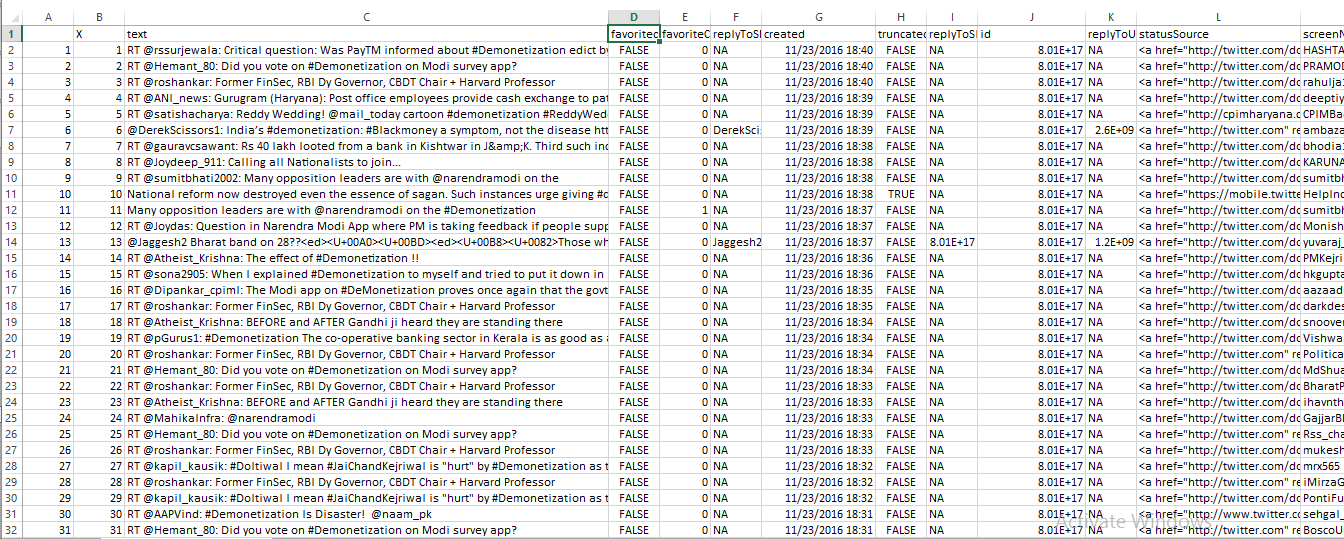 A B C D E F G H I J K L
1 X text favorited favoriteC replyToSI created truncated replyToSI id replyToU statusSource screenN
2 1 1 RT @rssurjewala: Critical question: Was PayTM informed about #Demonetization edict by FALSE 0 NA 11/23/2016 18:40 FALSE NA 8.01E+17 NA <a href="http://twitter.com/do HASHTA
3 2 2 RT @Hemant_80: Did you vote on #Demonetization on Modi survey app? FALSE 0 NA 11/23/2016 18:40 FALSE NA 8.01E+17 NA <a href="http://twitter.com/do PRAMOD
4 3 3 RT @roshankar: Former FinSec, RBI Dy Governor, CBDT Chair + Harvard Professor FALSE 0 NA 11/23/2016 18:40 FALSE NA 8.01E+17 NA <a href="http://twitter.com/do rahulja
5 4 4 RT @ANI_news: Gurugram (Haryana): Post office employees provide cash exchange to pat FALSE 0 NA 11/23/2016 18:39 FALSE NA 8.01E+17 NA <a href="http://twitter.com/do deeptiy
6 5 5 RT @satishacharya: Reddy Wedding! @mail_today cartoon #demonetization #ReddyWed FALSE 0 NA 11/23/2016 18:39 FALSE NA 8.01E+17 NA <a href="http://cpimharyana.c CPIMBa
7 6 6 @DerekScissors1: India's #demonetization: #Blackmoney a symptom, not the disease htt FALSE 0 DerekSci 11/23/2016 18:39 FALSE NA 8.01E+17 2.6E+09 <a href="http://twitter.com" re ambaza
8 7 7 RT @gauravcsawant: Rs 40 lakh looted from a bank in Kishtwar in J&amp;K. Third such inc FALSE 0 NA 11/23/2016 18:38 FALSE NA 8.01E+17 NA <a href="http://twitter.com/do bhodia
9 8 8 RT @Joydeep_911: Calling all Nationalists to join... FALSE 0 NA 11/23/2016 18:38 FALSE NA 8.01E+17 NA <a href="http://twitter.com/do KARUNA
10 9 9 RT @sumitbhati2002: Many opposition leaders are with @narendramodi on the FALSE 0 NA 11/23/2016 18:38 FALSE NA 8.01E+17 NA <a href="http://twitter.com/do sumitbh
11 10 10 National reform now destroyed even the essence of sagan. Such instances urge giving #d FALSE 0 NA 11/23/2016 18:38 TRUE NA 8.01E+17 NA <a href="https://mobile.twitte HelpInd
12 11 11 Many opposition leaders are with @narendramodi on the #Demonetization FALSE 1 NA 11/23/2016 18:37 FALSE NA 8.01E+17 NA <a href="http://twitter.com/do sumitbh
13 12 12 RT @Joydas: Question in Narendra Modi App where PM is taking feedback if people supp FALSE 0 NA 11/23/2016 18:37 FALSE NA 8.01E+17 NA <a href="http://twitter.com/do Monish
14 13 13 @Jaggesh2 Bharat band on 28??<ed><U+00A0><U+00BD><ed><U+00B8><U+0082>Those wh FALSE 0 Jaggesh2 11/23/2016 18:37 FALSE 8.01E+17 8.01E+17 1.2E+09 <a href="http://twitter.com/do yuvaraj_
15 14 14 RT @Atheist_Krishna: The effect of #Demonetization !! FALSE 0 NA 11/23/2016 18:36 FALSE NA 8.01E+17 NA <a href="http://twitter.com/do PMKejri
16 15 15 RT @sona2905: When I explained #Demonetization to myself and tried to put it down in FALSE 0 NA 11/23/2016 18:36 FALSE NA 8.01E+17 NA <a href="http://twitter.com/do hkgupta
17 16 16 RT @Dipankar_cpiml: The Modi app on #DeMonetization proves once again that the govt FALSE 0 NA 11/23/2016 18:35 FALSE NA 8.01E+17 NA <a href="http://twitter.com/do aazaad
18 17 17 RT @roshankar: Former FinSec, RBI Dy Governor, CBDT Chair + Harvard Professor FALSE 0 NA 11/23/2016 18:35 FALSE NA 8.01E+17 NA <a href="http://twitter.com/do darkdes
19 18 18 RT @Atheist_Krishna: BEFORE and AFTER Gandhi ji heard they are standing there FALSE 0 NA 11/23/2016 18:34 FALSE NA 8.01E+17 NA <a href="http://twitter.com/do snoover
20 19 19 RT @pGurus1: #Demonetization The co-operative banking sector in Kerala is as good as a FALSE 0 NA 11/23/2016 18:34 FALSE NA 8.01E+17 NA <a href="http://twitter.com/do Vishwa
21 20 20 RT @roshankar: Former FinSec, RBI Dy Governor, CBDT Chair + Harvard Professor FALSE 0 NA 11/23/2016 18:34 FALSE NA 8.01E+17 NA <a href="http://twitter.com/do Politica
22 21 21 RT @Hemant_80: Did you vote on #Demonetization on Modi survey app? FALSE 0 NA 11/23/2016 18:33 FALSE NA 8.01E+17 NA <a href="http://twitter.com/do MdShua
23 22 22 RT @roshankar: Former FinSec, RBI Dy Governor, CBDT Chair + Harvard Professor FALSE 0 NA 11/23/2016 18:33 FALSE NA 8.01E+17 NA <a href="http://twitter.com/do BharatP
24 23 23 RT @Atheist_Krishna: BEFORE and AFTER Gandhi ji heard they are standing there FALSE 0 NA 11/23/2016 18:33 FALSE NA 8.01E+17 NA <a href="http://twitter.com/do ihavnth
25 24 24 RT @MahikaInfra: @narendramodi FALSE 0 NA 11/23/2016 18:33 FALSE NA 8.01E+17 NA <a href="http://twitter.com/do GajjarBl
26 25 25 RT @Hemant_80: Did you vote on #Demonetization on Modi survey app? FALSE 0 NA 11/23/2016 18:33 FALSE NA 8.01E+17 NA <a href="http://twitter.com" re Rss_cha
27 26 26 RT @roshankar: Former FinSec, RBI Dy Governor, CBDT Chair + Harvard Professor FALSE 0 NA 11/23/2016 18:33 FALSE NA 8.01E+17 NA <a href="http://twitter.com/do mukesh
28 27 27 RT @kapil_kausik: #Doltiwal I mean #JaiChandKejriwal is "hurt" by #Demonetization as t FALSE 0 NA 11/23/2016 18:32 FALSE NA 8.01E+17 NA <a href="http://twitter.com/do mrx565
29 28 28 RT @roshankar: Former FinSec, RBI Dy Governor, CBDT Chair + Harvard Professor FALSE 0 NA 11/23/2016 18:32 FALSE NA 8.01E+17 NA <a href="http://twitter.com" re iMirzaG
30 29 29 RT @kapil_kausik: #Doltiwal I mean #JaiChandKejriwal is "hurt" by #Demonetization as t FALSE 0 NA 11/23/2016 18:32 FALSE NA 8.01E+17 NA <a href="http://twitter.com/do PontiFu
31 30 30 RT @AAPVind: #Demonetization Is Disaster! @naam_pk FALSE 0 NA 11/23/2016 18:31 FALSE NA 8.01E+17 NA <a href="http://www.twitter.co sehgal_
32 31 31 RT @Hemant_80: Did you vote on #Demonetization on Modi survey app? FALSE 0 NA 11/23/2016 18:31 FALSE NA 8.01E+17 NA <a href="http://twitter.com" re BoscoU
Activate Windows